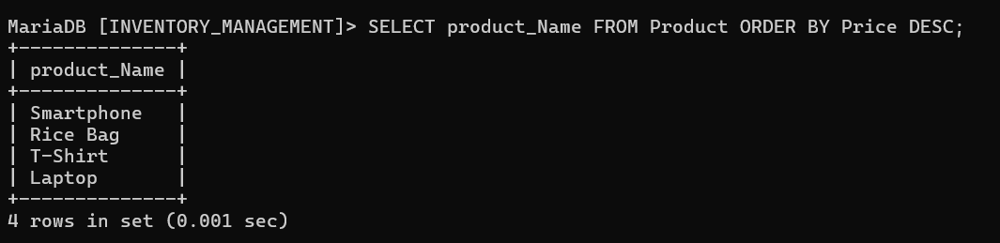 MariaDB [INVENTORY_MANAGEMENT]> SELECT product_Name FROM Product ORDER BY Price DESC;
+--------------+
| product_Name |
+--------------+
| Smartphone   |
| Rice Bag     |
| T-Shirt      |
| Laptop       |
+--------------+
4 rows in set (0.001 sec)